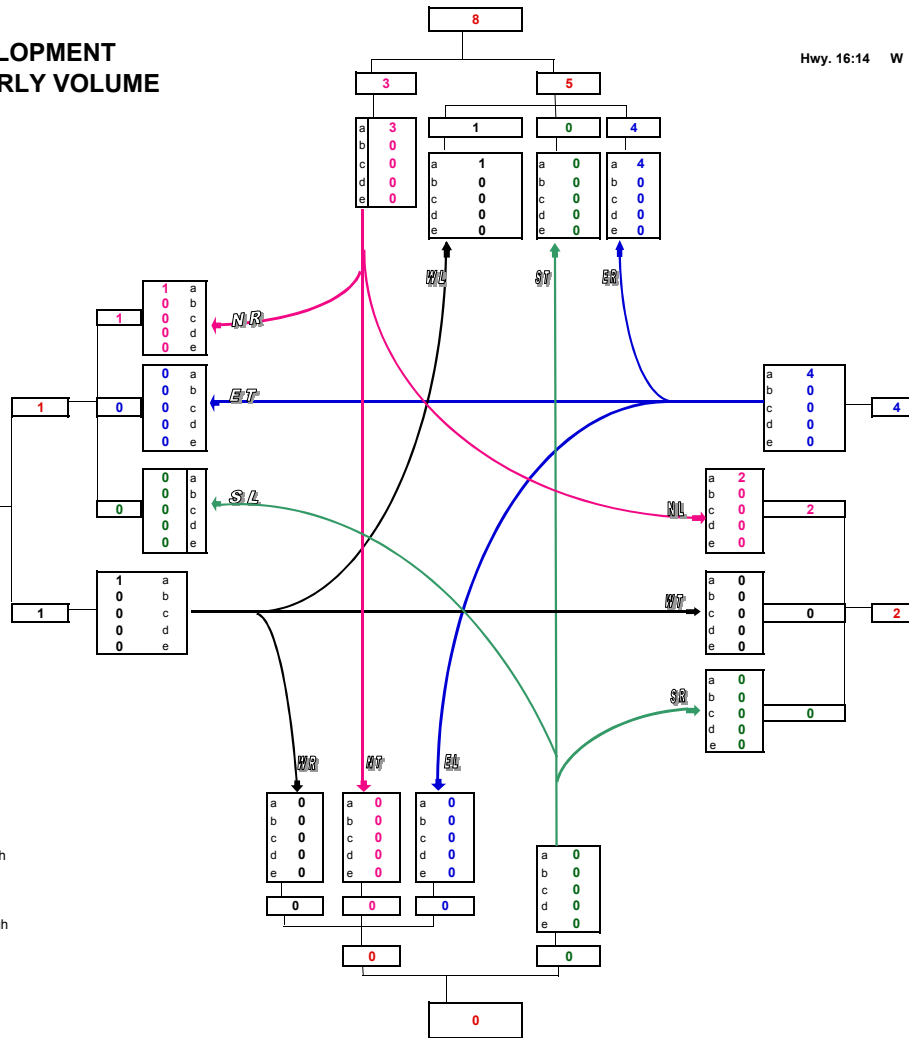 8
LOPMENT
RLY VOLUME
Hwy. 16:14 W
3
5
1
0
4
a 3
b 0
c 0
d 0
e 0
a 1
b 0
c 0
d 0
e 0
a 0
b 0
c 0
d 0
e 0
a 4
b 0
c 0
d 0
e 0
WL
ST
ER
1 a
0 b
0 c
0 d
0 e
1
NR
0 a
0 b
0 c
0 d
0 e
1
0
ET
a 4
b 0
c 0
d 0
e 0
4
0 a
0 b
0 c
0 d
0 e
0
SL
a 2
b 0
c 0
d 0
e 0
NL
2
1 a
0 b
0 c
0 d
0 e
1
WT
a 0
b 0
c 0
d 0
e 0
0
2
SR
a 0
b 0
c 0
d 0
e 0
0
WR
NT
EL
a 0
b 0
c 0
d 0
e 0
a 0
b 0
c 0
d 0
e 0
a 0
b 0
c 0
d 0
e 0
a 0
b 0
c 0
d 0
e 0
h
gh
0
0
0
0
0
0